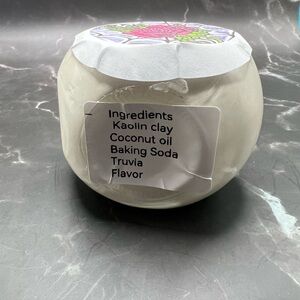 Ingredients
Kaolin clay
Coconut oil
Baking Soda
Truvia
Flavor